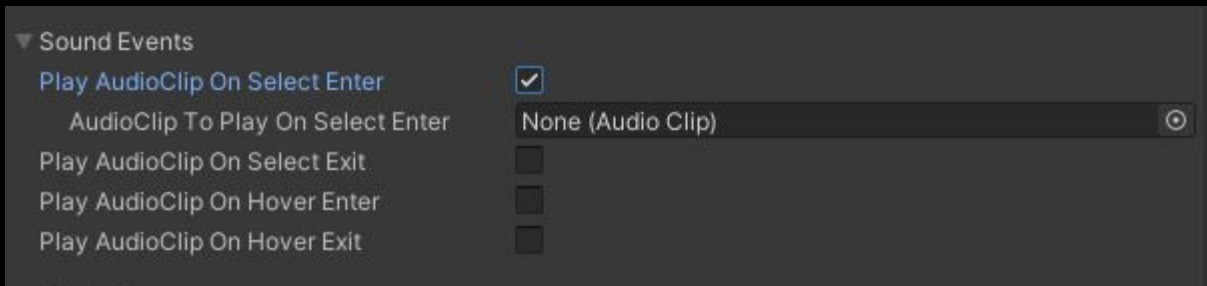 Sound Events
Play AudioClip On Select Enter
AudioClip To Play On Select Enter None (Audio Clip)
Play AudioClip On Select Exit
Play AudioClip On Hover Enter
Play AudioClip On Hover Exit